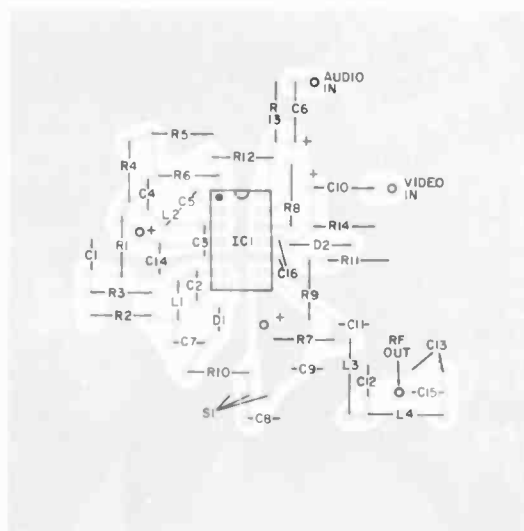 AUDIO IN
R13
C6
+
R5
R12
R4
R6
+
C4
C5
C10
VIDEO IN
L2
R8
R1
+
C3
IC1
R14
D2
C1
C14
R11
C16
R3
L1
C2
R9
R2
D1
+
C11
C7
R7
RF OUT
C13
R10
C9
L3
C12
C15
S1
C8
L4